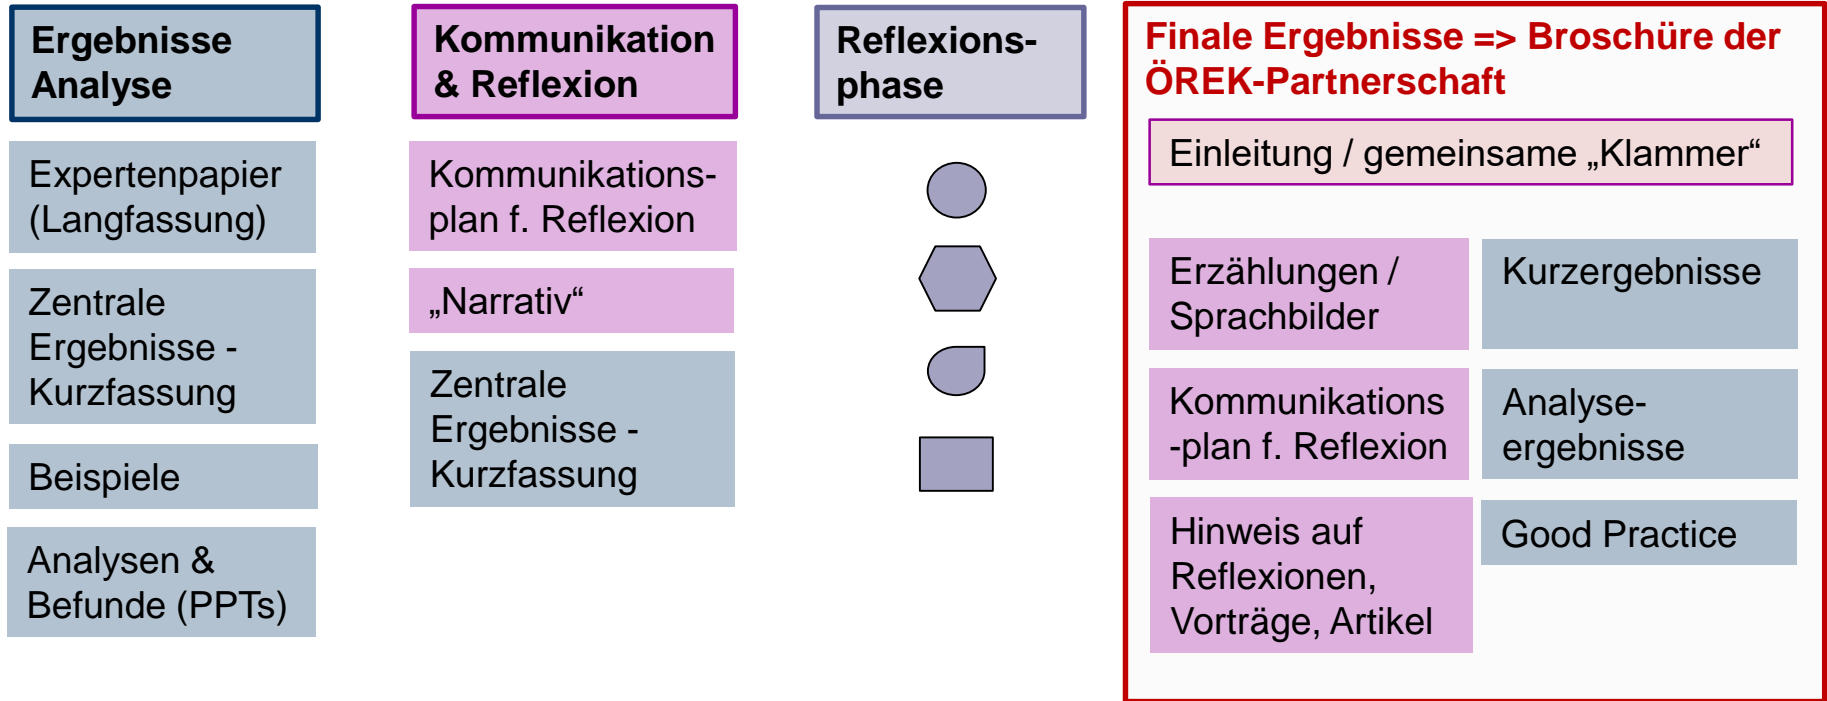 Ergebnisse
Analyse
Expertenpapier
(Langfassung)
Zentrale
Ergebnisse -
Kurzfassung
Beispiele
Analysen &
Befunde (PPTs)
Kommunikation
& Reflexion
Kommunikations-
plan f. Reflexion
„Narrativ“
Zentrale
Ergebnisse -
Kurzfassung
Reflexions-
phase
Finale Ergebnisse => Broschüre der
ÖREK-Partnerschaft
Einleitung / gemeinsame „Klammer“
Erzählungen /
Sprachbilder
Kommunikations
-plan f. Reflexion
Hinweis auf
Reflexionen,
Vorträge, Artikel
Kurzergebnisse
Analyse-
ergebnisse
Good Practice